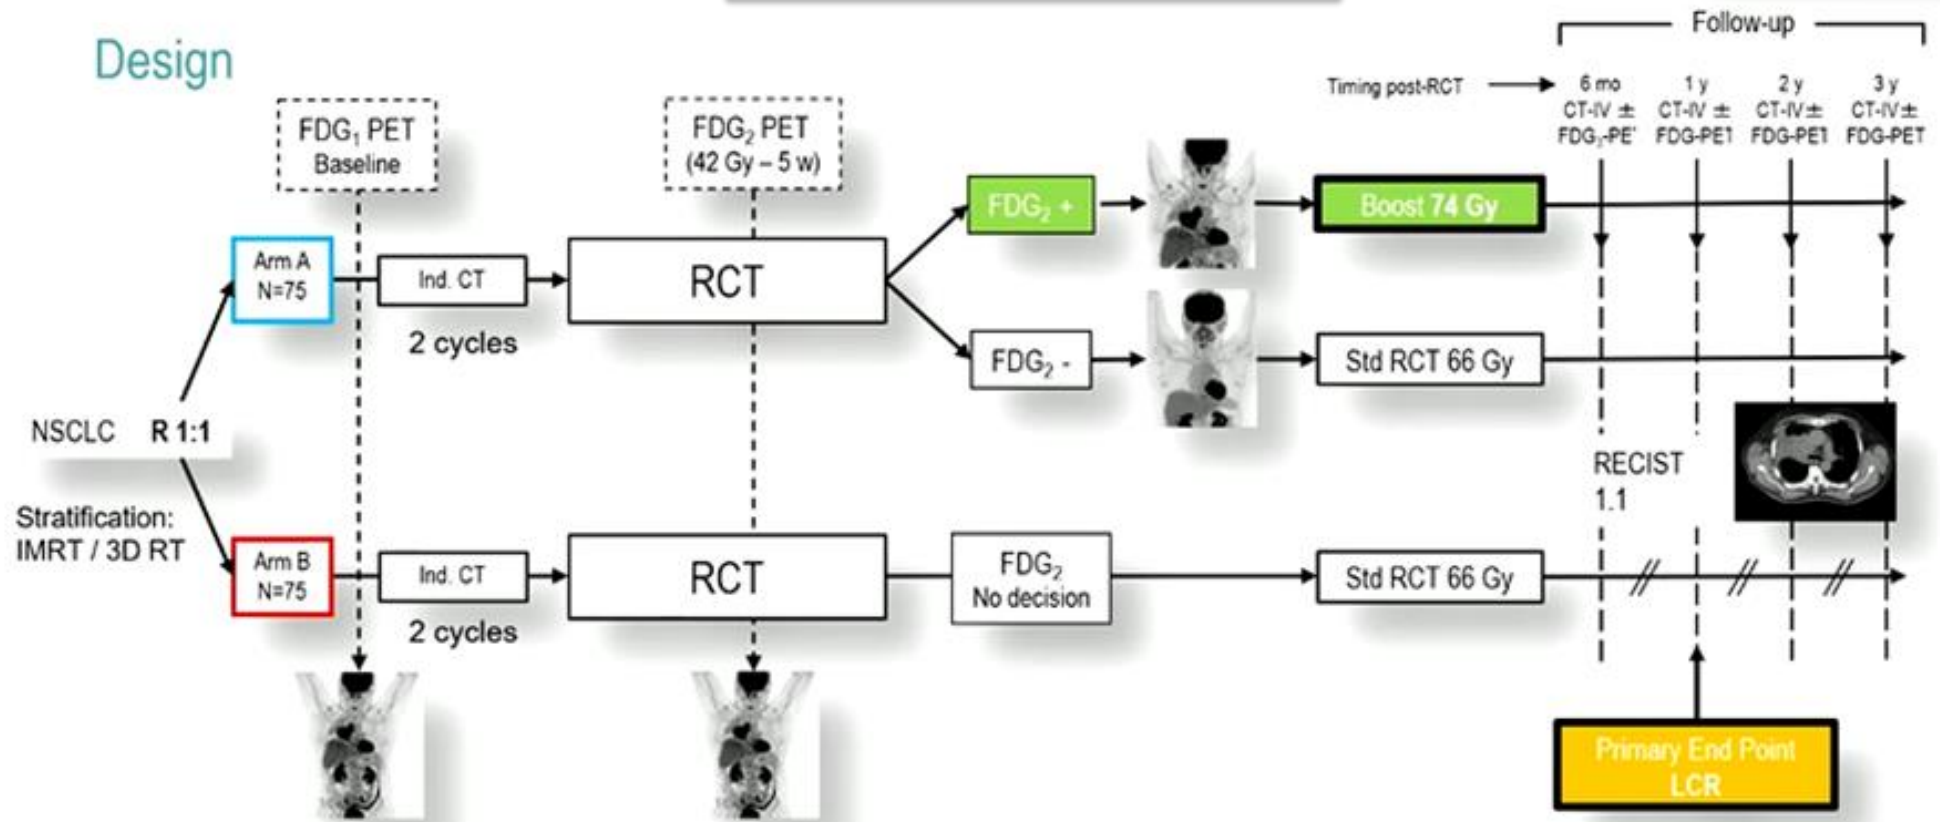 Design
Follow-up
Timing post-RCT
6 mo
CT-IV ±
FDG₃-PE'
1 y
CT-IV ±
FDG-PET
2 y
CT-IV ±
FDG-PET
3 y
CT-IV ±
FDG-PET
FDG₁ PET
Baseline
FDG₂ PET
(42 Gy – 5 w)
Arm A
N=75
Ind. CT
2 cycles
RCT
FDG₂ +
Boost 74 Gy
FDG₂ -
Std RCT 66 Gy
NSCLC R 1:1
Stratification:
IMRT / 3D RT
Arm B
N=75
Ind. CT
2 cycles
RCT
FDG₂
No decision
Std RCT 66 Gy
RECIST
1.1
Primary End Point
LCR